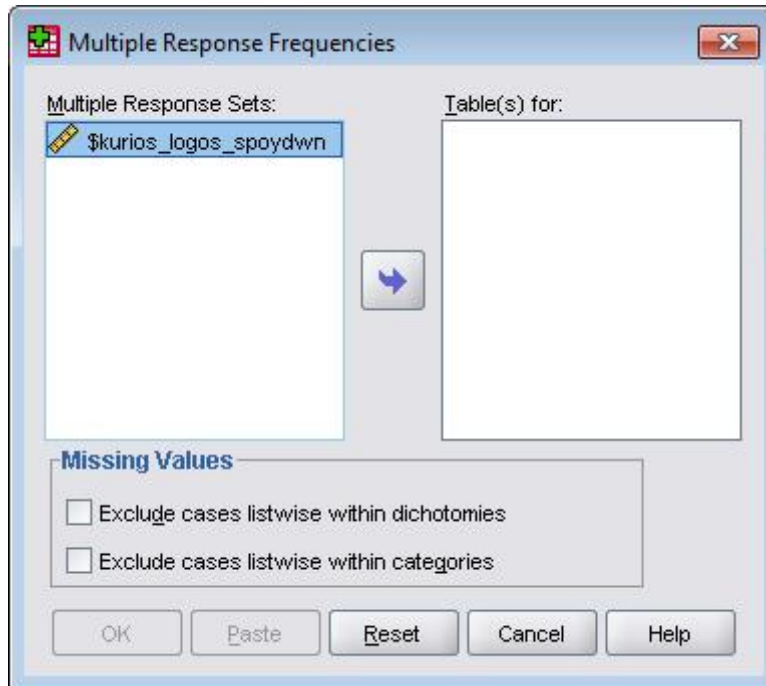 Multiple Response Frequencies
Multiple Response Sets:
$kurios_logos_spoydwn
Table(s) for:
Missing Values
Exclude cases listwise within dichotomies
Exclude cases listwise within categories
OK Paste Reset Cancel Help